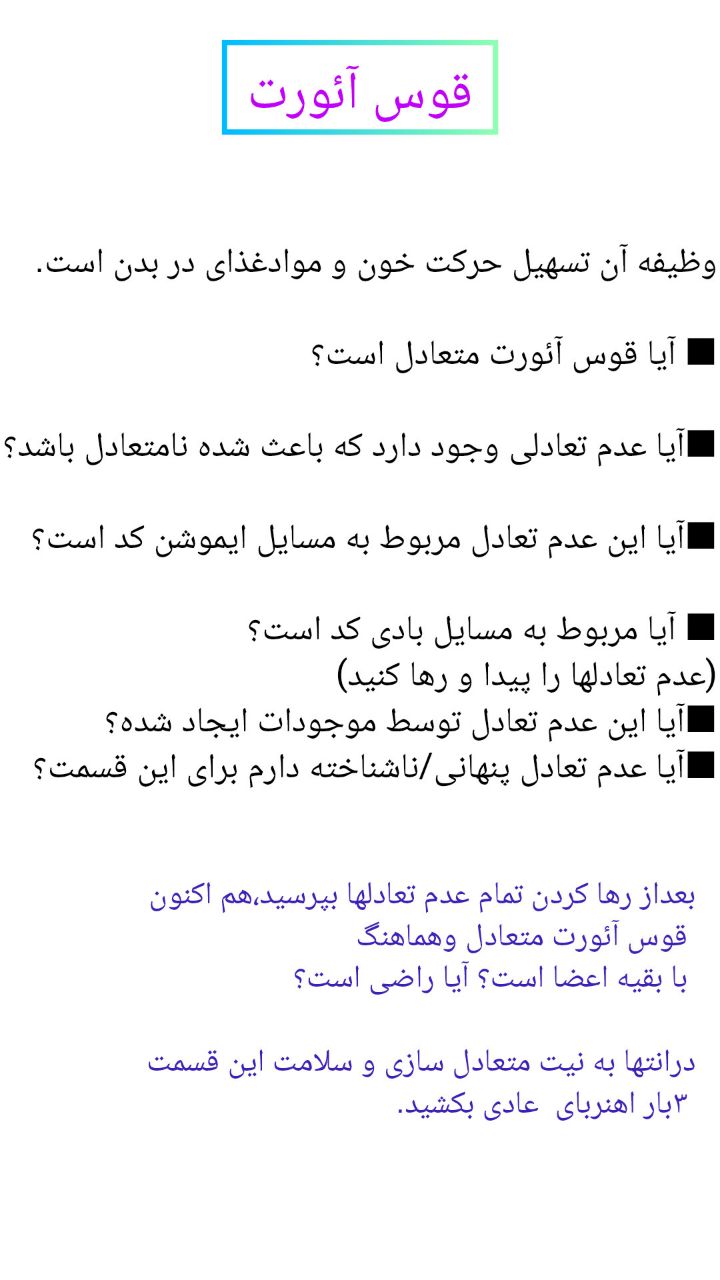 قوس آئورت
وظیفه آن تسهیل حرکت خون و موادغذای در بدن است.
■ آیا قوس آئورت متعادل است؟
■آیا عدم تعادلی وجود دارد که باعث شده نامتعادل باشد؟
■آیا این عدم تعادل مربوط به مسایل ایموشن کد است؟
■ آیا مربوط به مسایل بادی کد است؟
(عدم تعادلها را پیدا و رها کنید)
■آیا این عدم تعادل توسط موجودات ایجاد شده؟
■آیا عدم تعادل پنهانی/ناشناخته دارم برای این قسمت؟
بعداز رها کردن تمام عدم تعادلها بپرسید،هم اکنون
قوس آئورت متعادل وهماهنگ
با بقیه اعضا است؟ آیا راضی است؟
درانتها به نیت متعادل سازی و سلامت این قسمت
۳بار اهنربای  عادی بکشید.